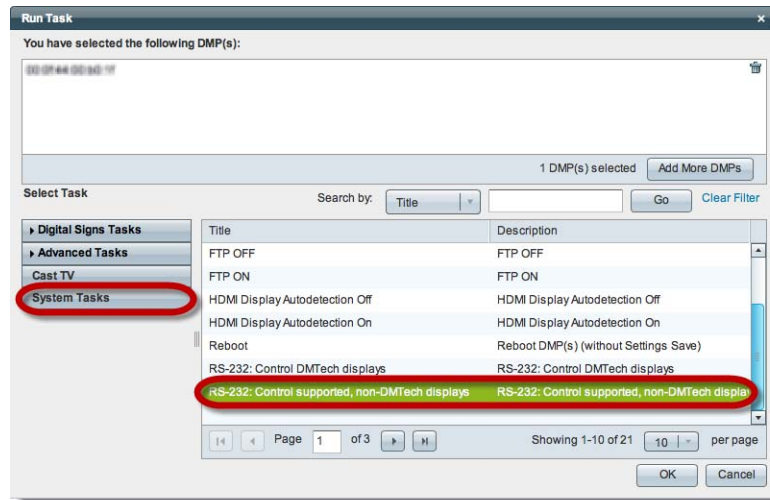 Run Task
You have selected the following DMP(s):
1 DMP(s) selected Add More DMPs
Select Task
Search by: Title Go Clear Filter
Digital Signs Tasks
Advanced Tasks
Cast TV
System Tasks
Title Description
FTP OFF FTP OFF
FTP ON FTP ON
HDMI Display Autodetection Off HDMI Display Autodetection Off
HDMI Display Autodetection On HDMI Display Autodetection On
Reboot Reboot DMP(s) (without Settings Save)
RS-232: Control DMTech displays RS-232: Control DMTech displays
RS-232: Control supported, non-DMTech displays RS-232: Control supported, non-DMTech displa
Page 1 of 3 Showing 1-10 of 21 10 per page
OK Cancel